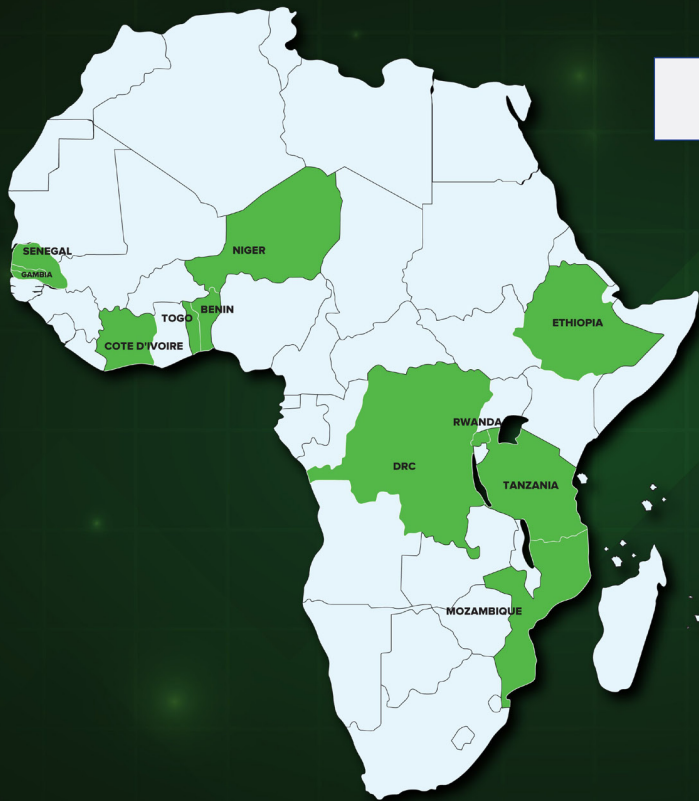 SENEGAL
NIGER
GAMBIA
BENIN
TOGO
COTE D'IVOIRE
ETHIOPIA
RWANDA
DRC
TANZANIA
MOZAMBIQUE